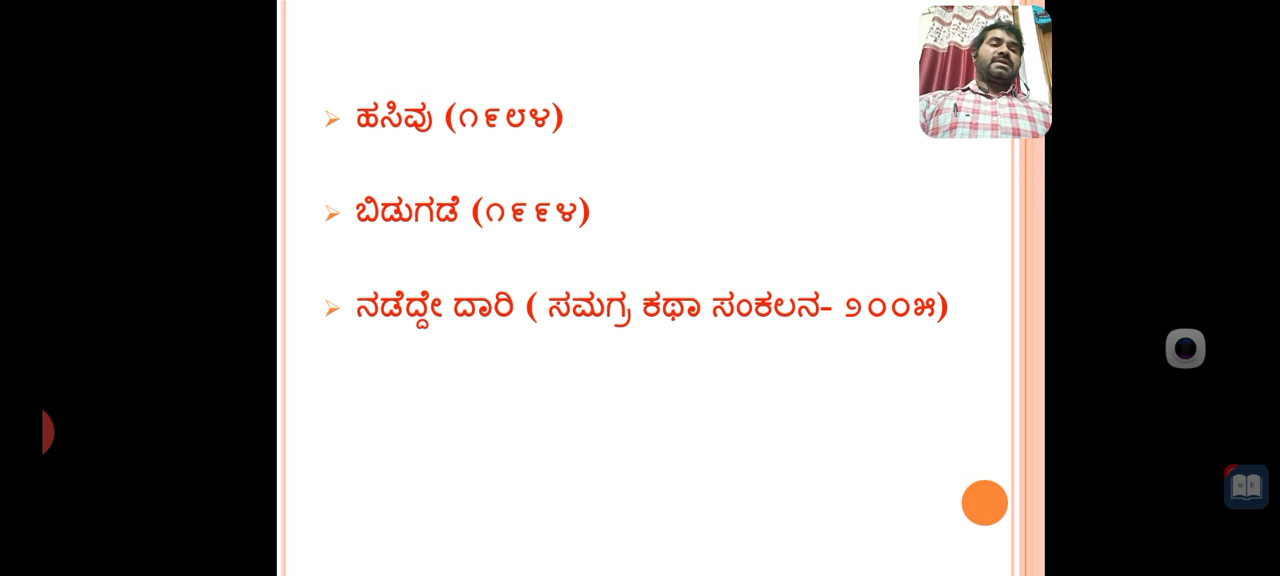 ಹಸಿವು (೧೯೮೪)
ಬಿಡುಗಡೆ (೧೯೯೪)
ನಡೆದ್ದೇ ದಾರಿ ( ಸಮಗ್ರ ಕಥಾ ಸಂಕಲನ- ೨೦೦೫)